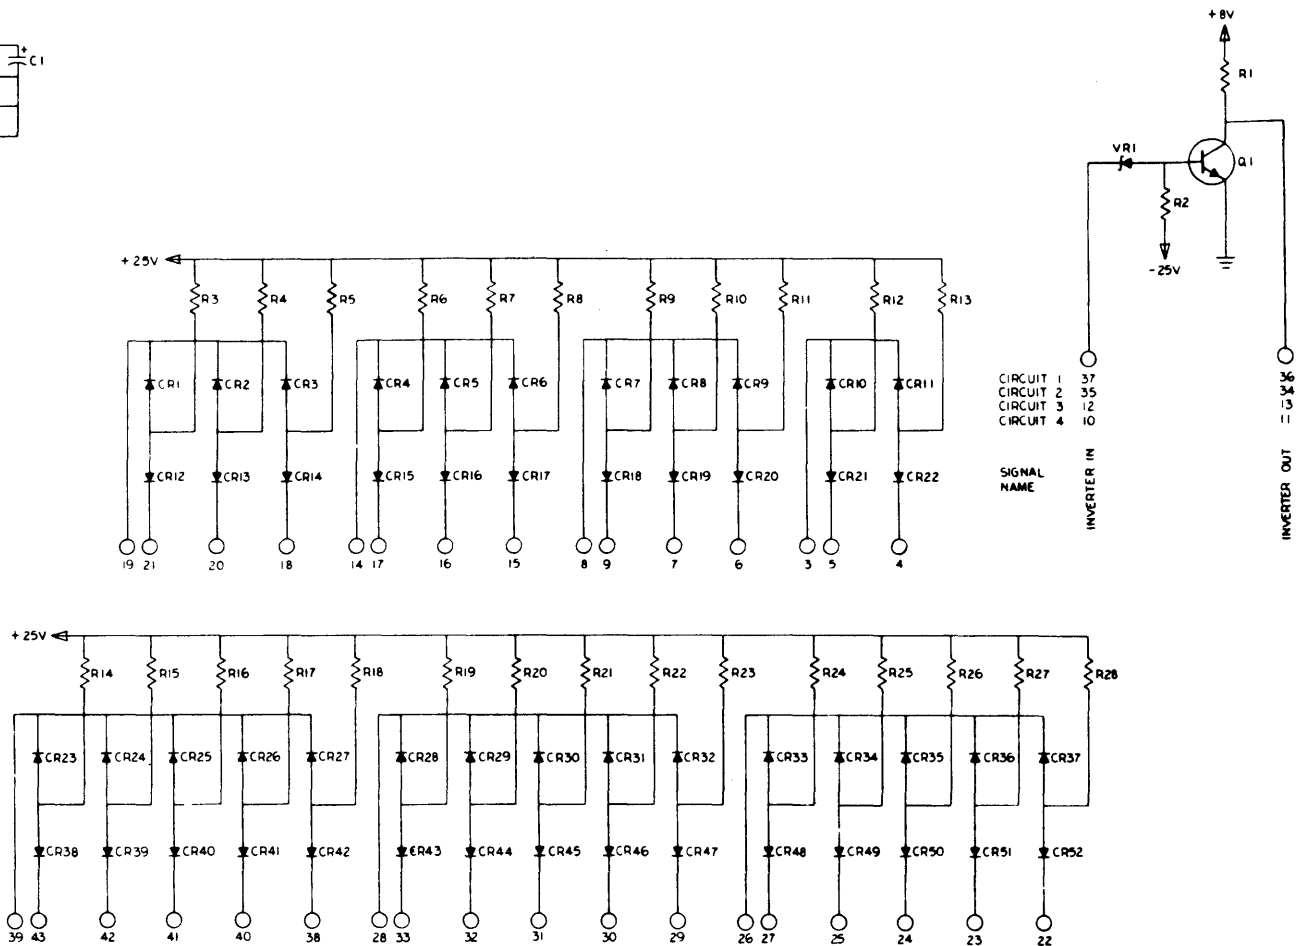 +8V
+
C1
R1
VR1
Q1
R2
-25V
+25V
R3 R4 R5 R6 R7 R8 R9 R10 R11 R12 R13
CR1 CR2 CR3 CR4 CR5 CR6 CR7 CR8 CR9 CR10 CR11
CIRCUIT 1 37 36
CIRCUIT 2 35 34
CIRCUIT 3 12 13
CIRCUIT 4 10 11
SIGNAL
NAME
INVERTER IN
INVERTER OUT
CR12 CR13 CR14 CR15 CR16 CR17 CR18 CR19 CR20 CR21 CR22
19 21 20 18 14 17 16 15 8 9 7 6 3 5 4
+25V
R14 R15 R16 R17 R18 R19 R20 R21 R22 R23 R24 R25 R26 R27 R28
CR23 CR24 CR25 CR26 CR27 CR28 CR29 CR30 CR31 CR32 CR33 CR34 CR35 CR36 CR37
CR38 CR39 CR40 CR41 CR42 CR43 CR44 CR45 CR46 CR47 CR48 CR49 CR50 CR51 CR52
39 43 42 41 40 38 28 33 32 31 30 29 26 27 25 24 23 22